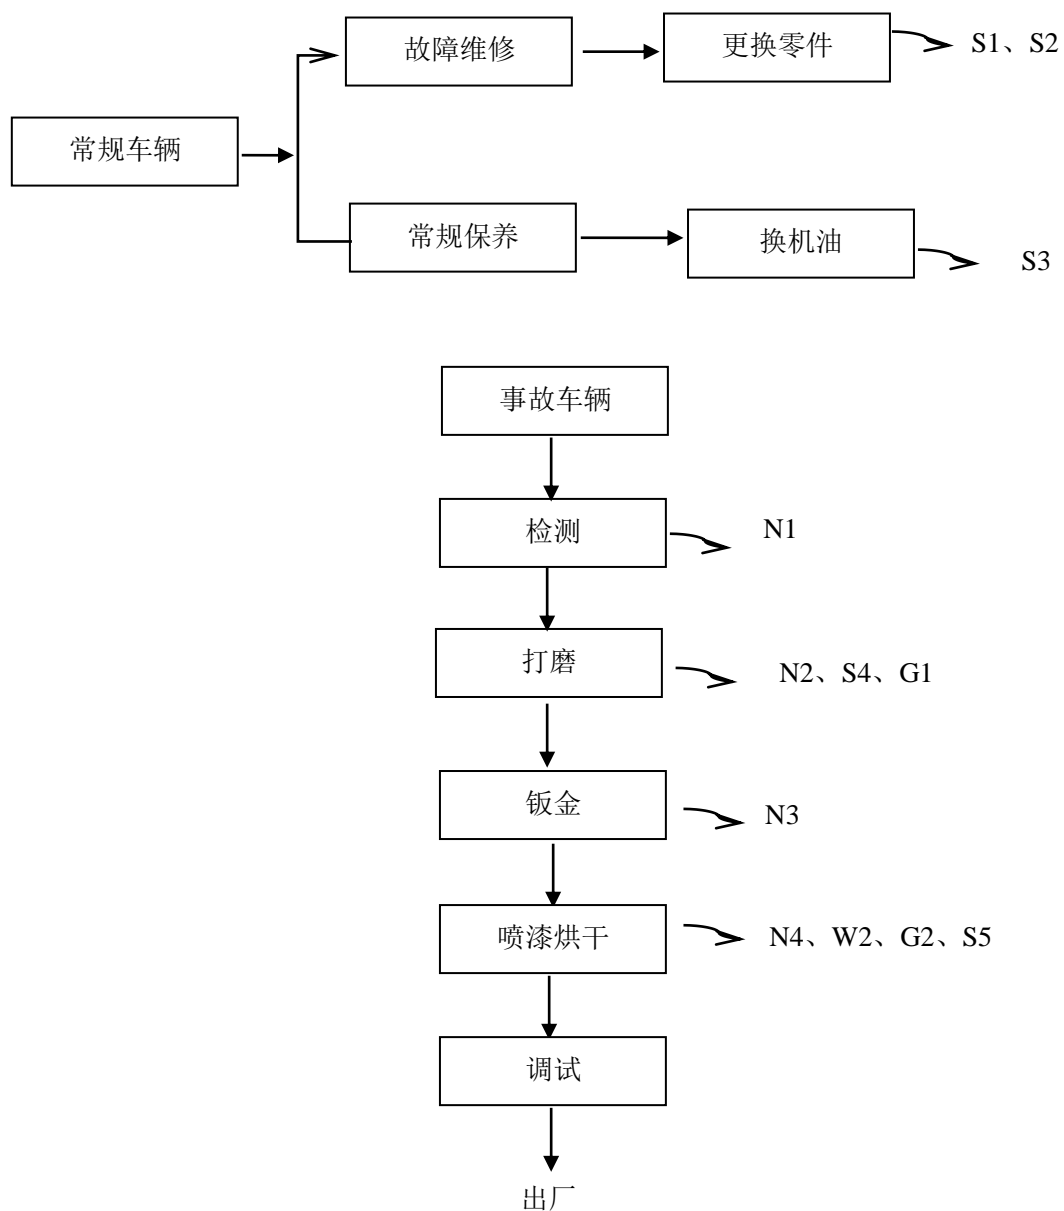 故障维修
更换零件
S1、S2
常规车辆
常规保养
换机油
S3
事故车辆
检测
N1
打磨
N2、S4、G1
钣金
N3
喷漆烘干
N4、W2、G2、S5
调试
出厂